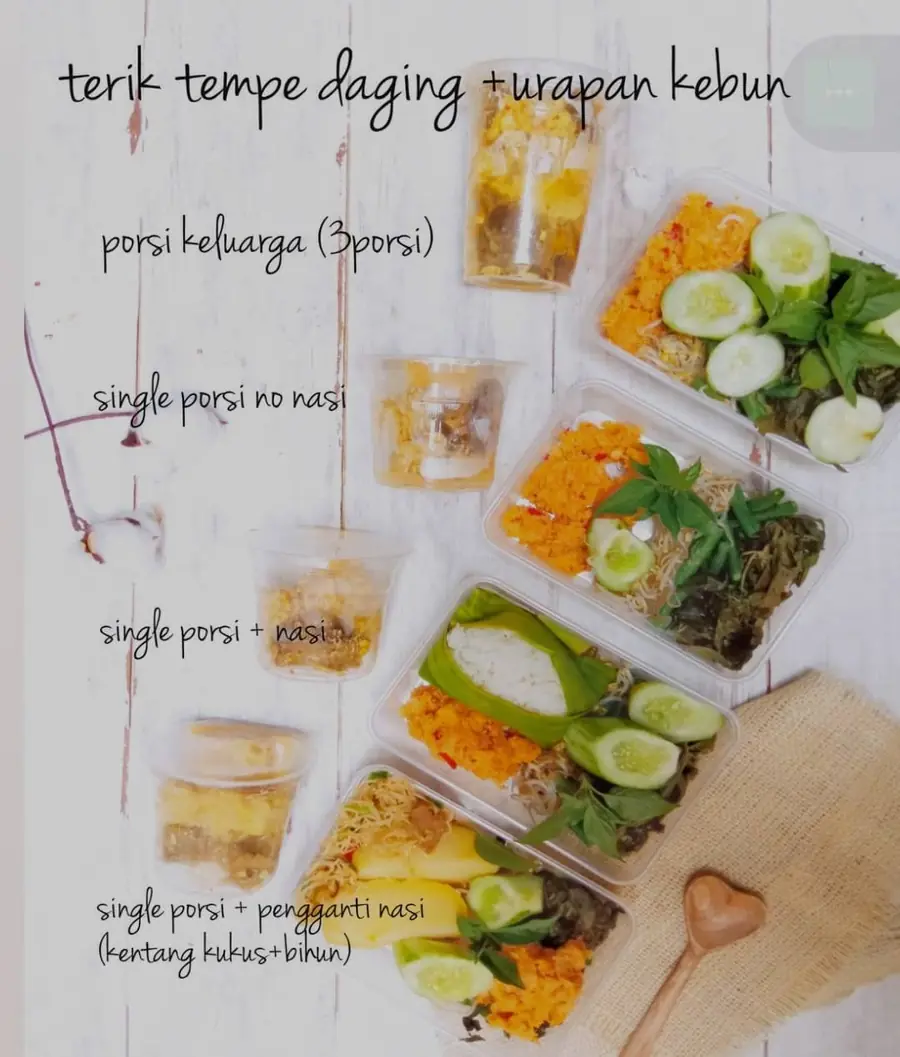 terik tempe daging +urapan kebun
porsi keluarga (3porsi)
single porsi no nasi
single porsi + nasi
single porsi + pengganti nasi
(kentang kukus+bihun)